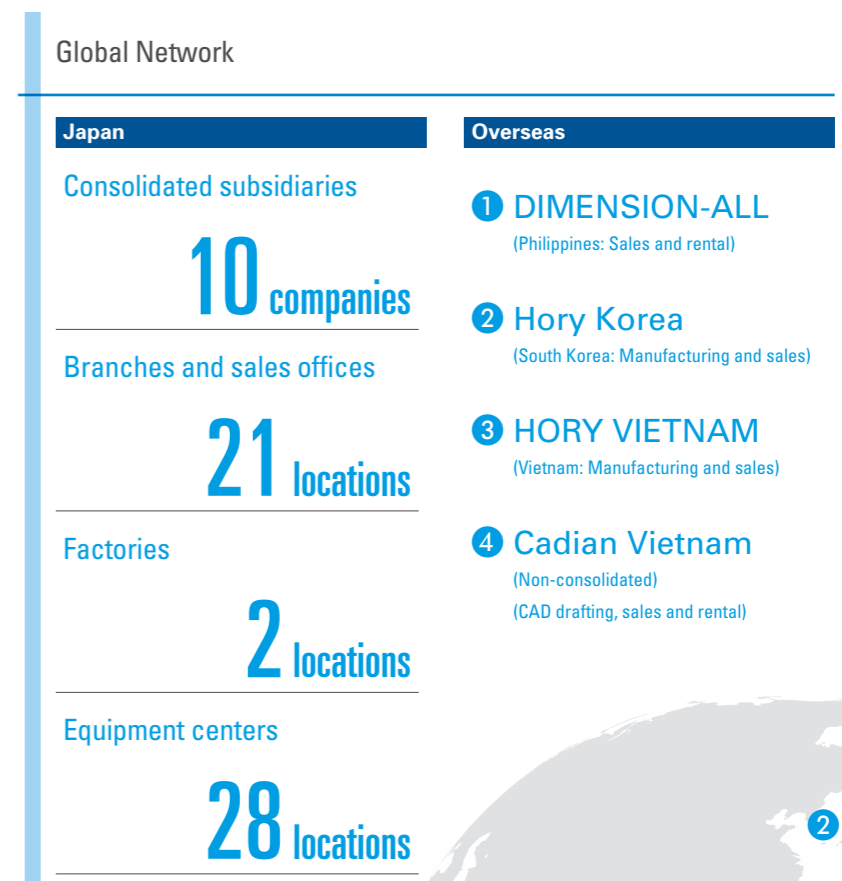 Global Network
Japan
Consolidated subsidiaries
10 companies
Branches and sales offices
21 locations
Factories
2 locations
Equipment centers
28 locations
Overseas
1 DIMENSION-ALL
(Philippines: Sales and rental)
2 Hory Korea
(South Korea: Manufacturing and sales)
3 HORY VIETNAM
(Vietnam: Manufacturing and sales)
4 Cadian Vietnam
(Non-consolidated)
(CAD drafting, sales and rental)
2